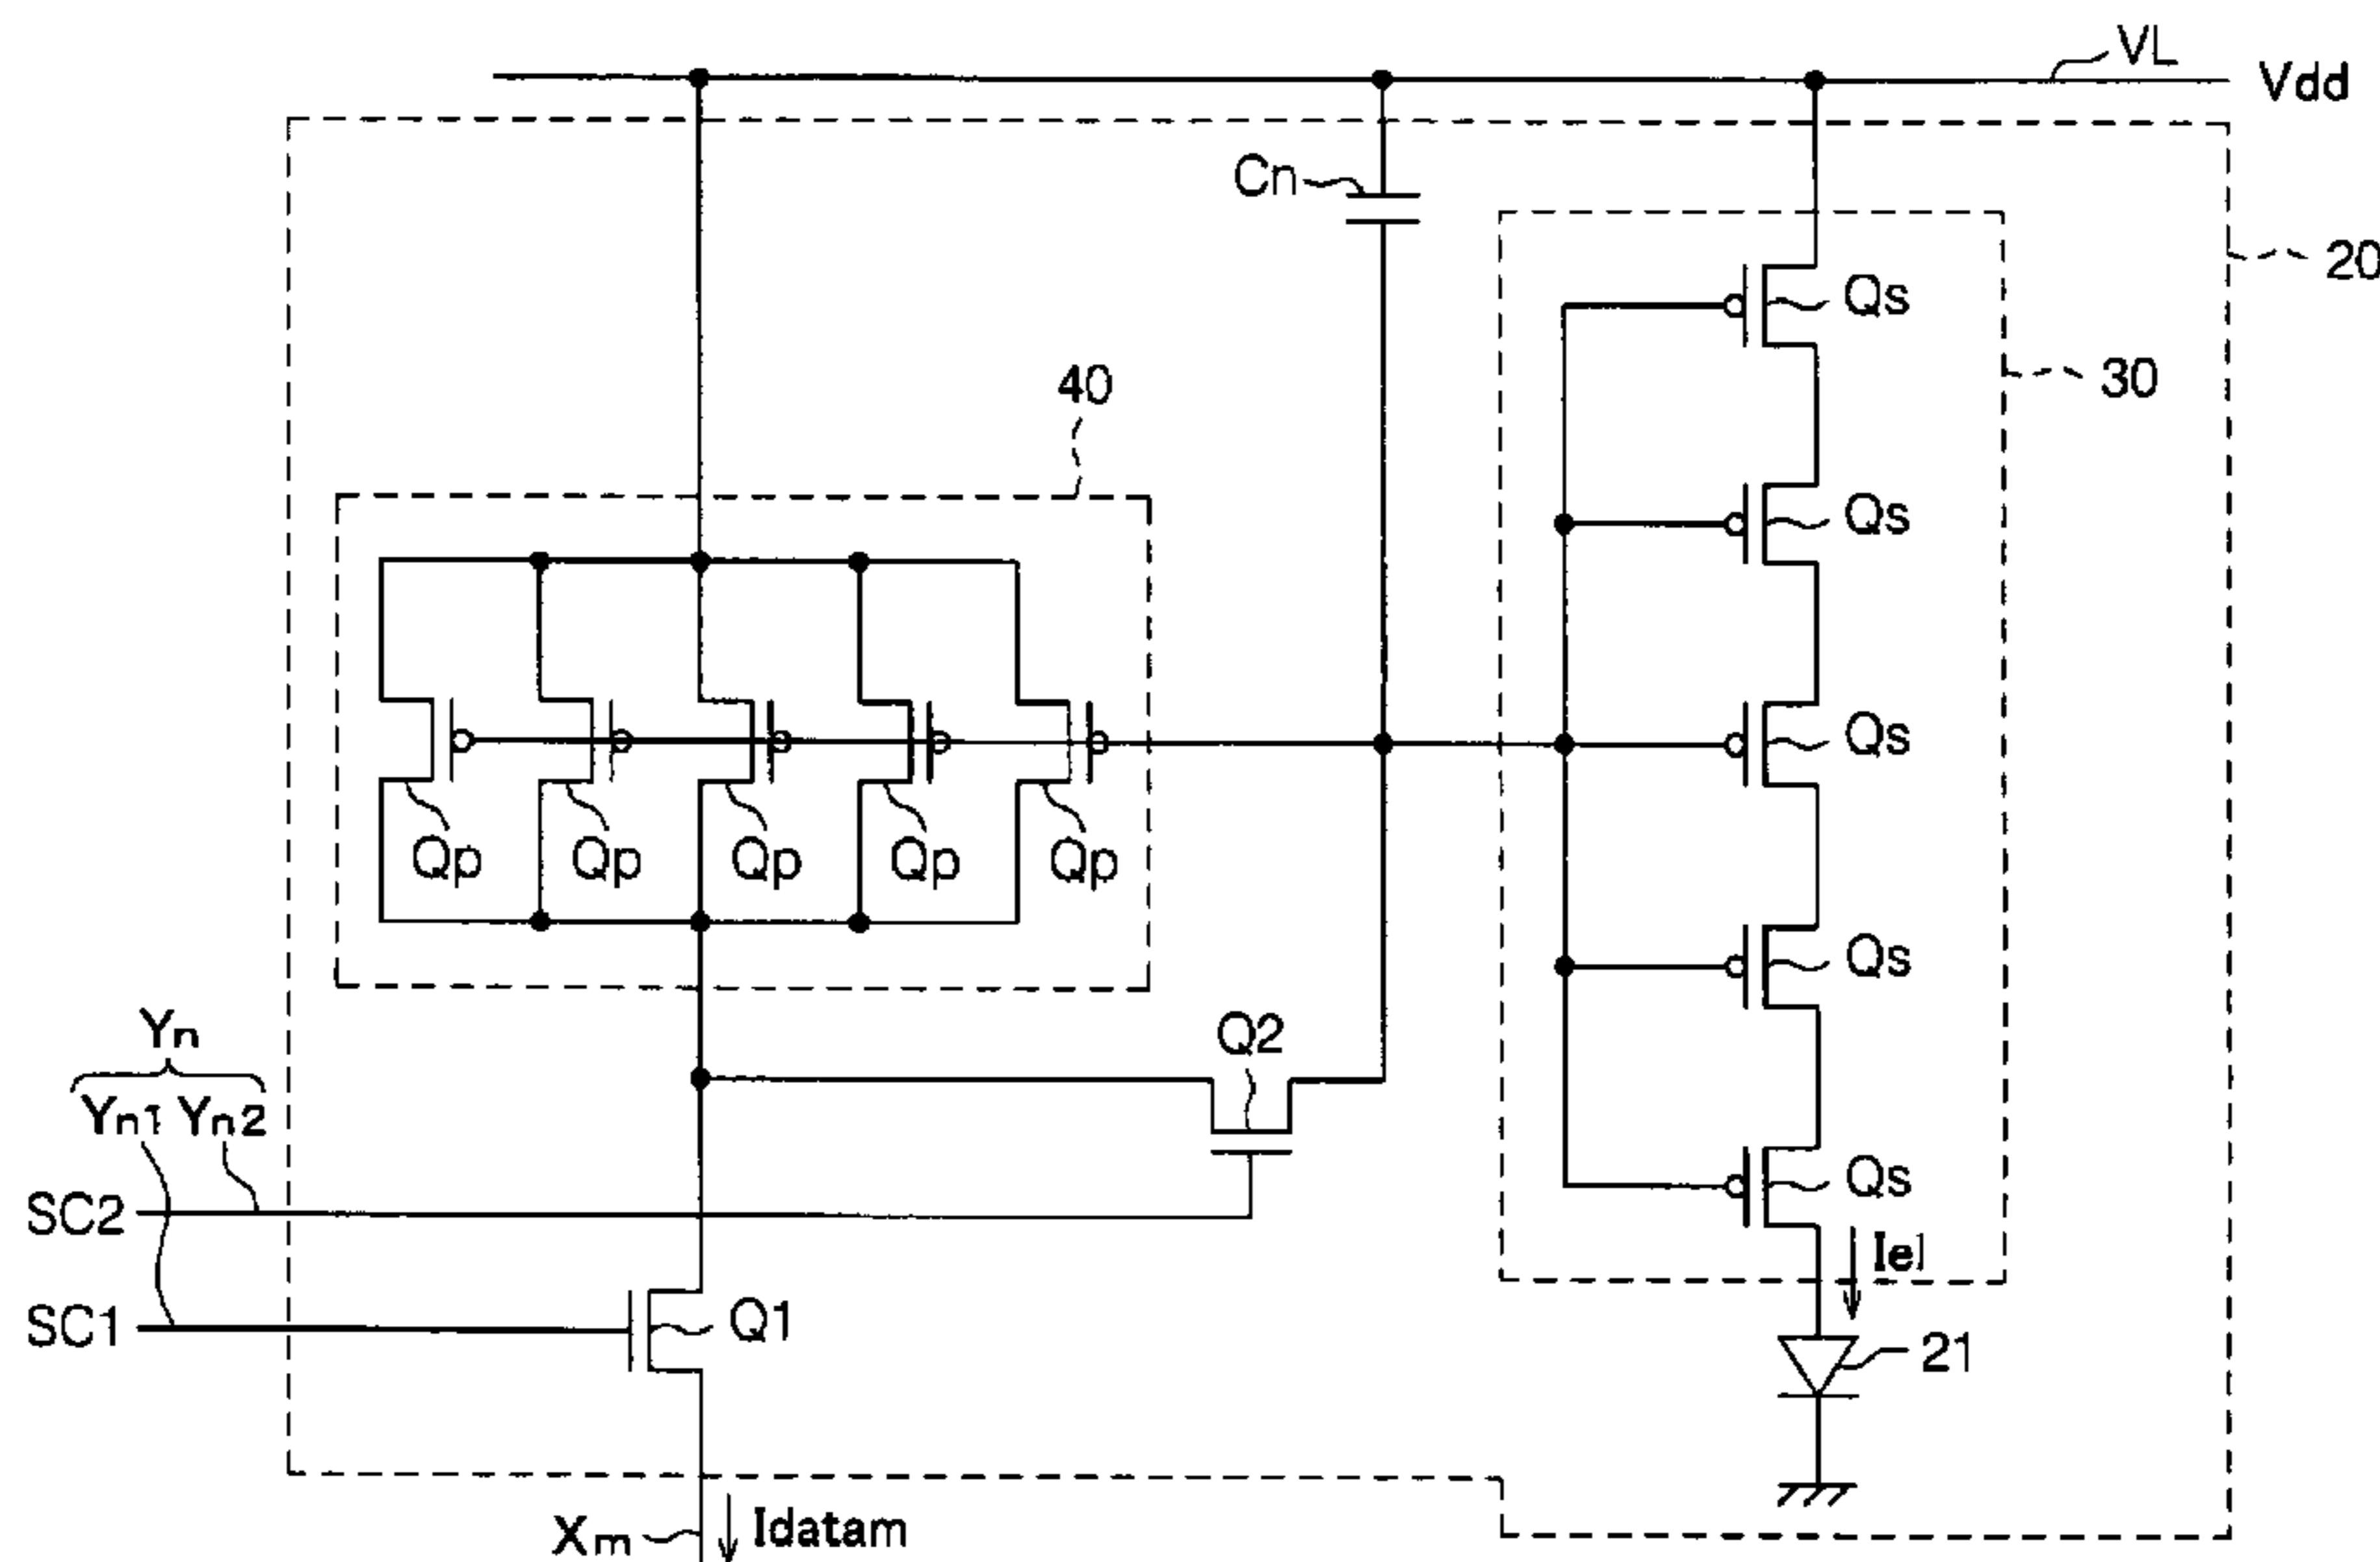 VL
Vdd
Cn
20
Qs
30
40
Qs
Qs
Qp Qp Qp Qp Qp
Qs
Yn
Q2
Yn1 Yn2
Qs
SC2
Iel
SC1
Q1
21
Xm
Idatam